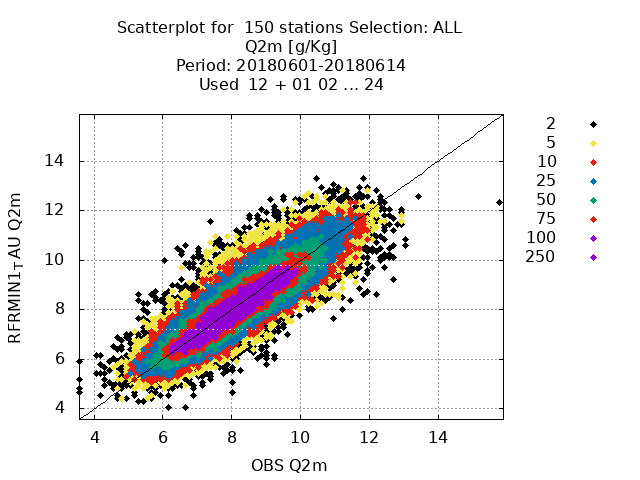 Scatterplot for  150 stations Selection: ALL
Q2m [g/Kg]
Period: 20180601-20180614
Used  12 + 01 02 ... 24
2
5
10
25
50
75
100
250
14
12
10
8
6
4
RFRMIN1-AU Q2m
4 6 8 10 12 14
OBS Q2m